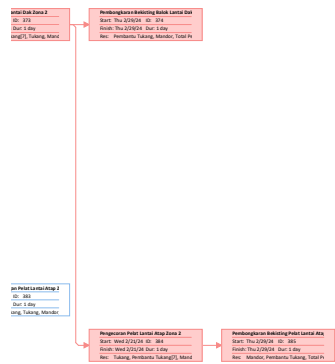 antai Dak Zona 2
ID: 373
Dur: 1 day
ang[7], Tukang, Mand
Pembongkaran Bekisting Balok Lantai Dak
Start: Thu 2/29/24 ID: 374
Finish: Thu 2/29/24 Dur: 1 day
Res: Pembantu Tukang, Mandor, Total Pe
an Pelat Lantai Atap 2
ID: 383
Dur: 1 day
ang, Tukang, Mandor
Pengecoran Pelat Lantai Atap Zona 2
Start: Wed 2/21/24 ID: 384
Finish: Wed 2/21/24 Dur: 1 day
Res: Tukang, Pembantu Tukang[7], Mand
Pembongkaran Bekisting Pelat Lantai Atap
Start: Thu 2/29/24 ID: 385
Finish: Thu 2/29/24 Dur: 1 day
Res: Mandor, Pembantu Tukang, Total Pe